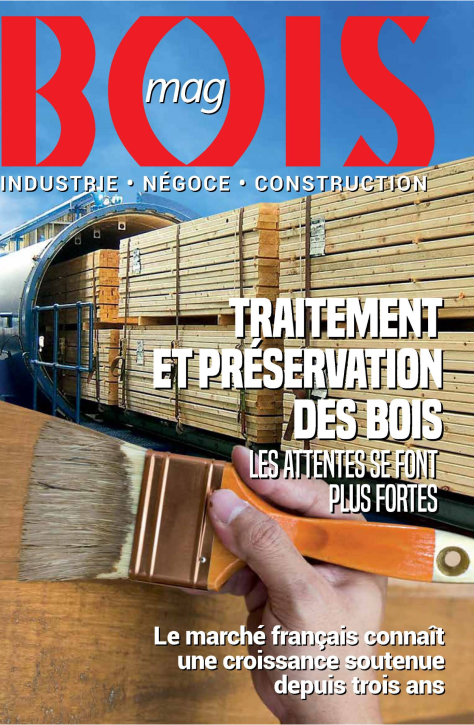 BOIS
mag
INDUSTRIE • NÉGOCE • CONSTRUCTION
TRAITEMENT
ET PRÉSERVATION
DES BOIS
LES ATTENTES SE FONT
PLUS FORTES
Le marché français connaît
une croissance soutenue
depuis trois ans